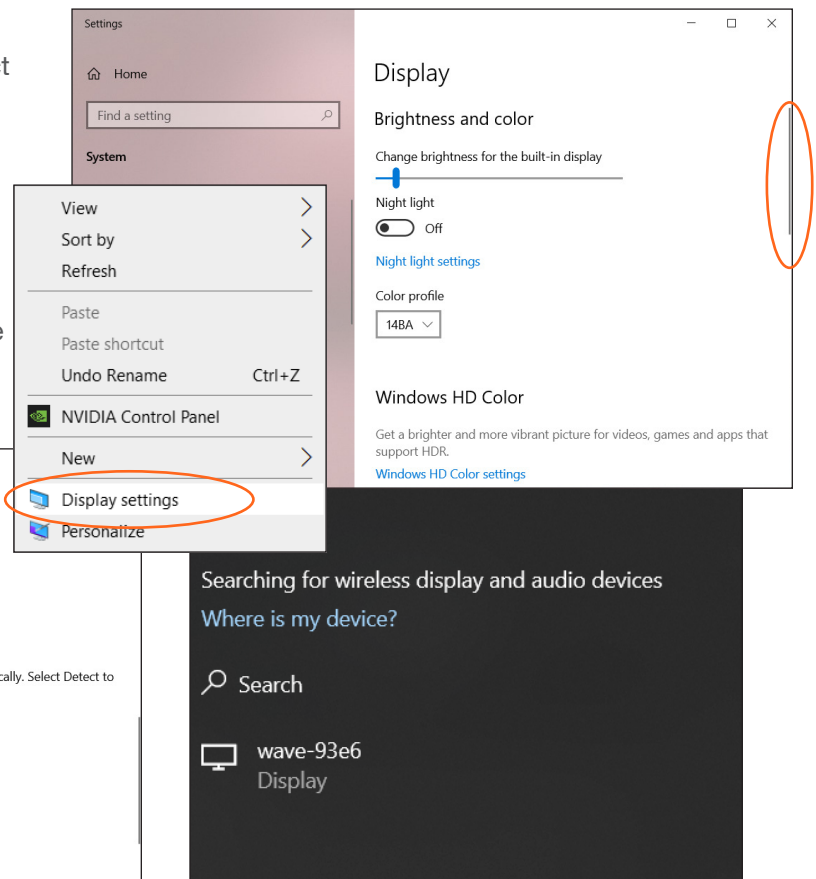 Settings
Home
Find a setting
System
Display
Brightness and color
Change brightness for the built-in display
Night light
Off
Night light settings
Color profile
14BA
Windows HD Color
Get a brighter and more vibrant picture for videos, games and apps that
support HDR.
Windows HD Color settings
View
Sort by
Refresh
Paste
Paste shortcut
Undo Rename Ctrl+Z
NVIDIA Control Panel
New
Display settings
Personalize
cally. Select Detect to
Searching for wireless display and audio devices
Where is my device?
Search
wave-93e6
Display